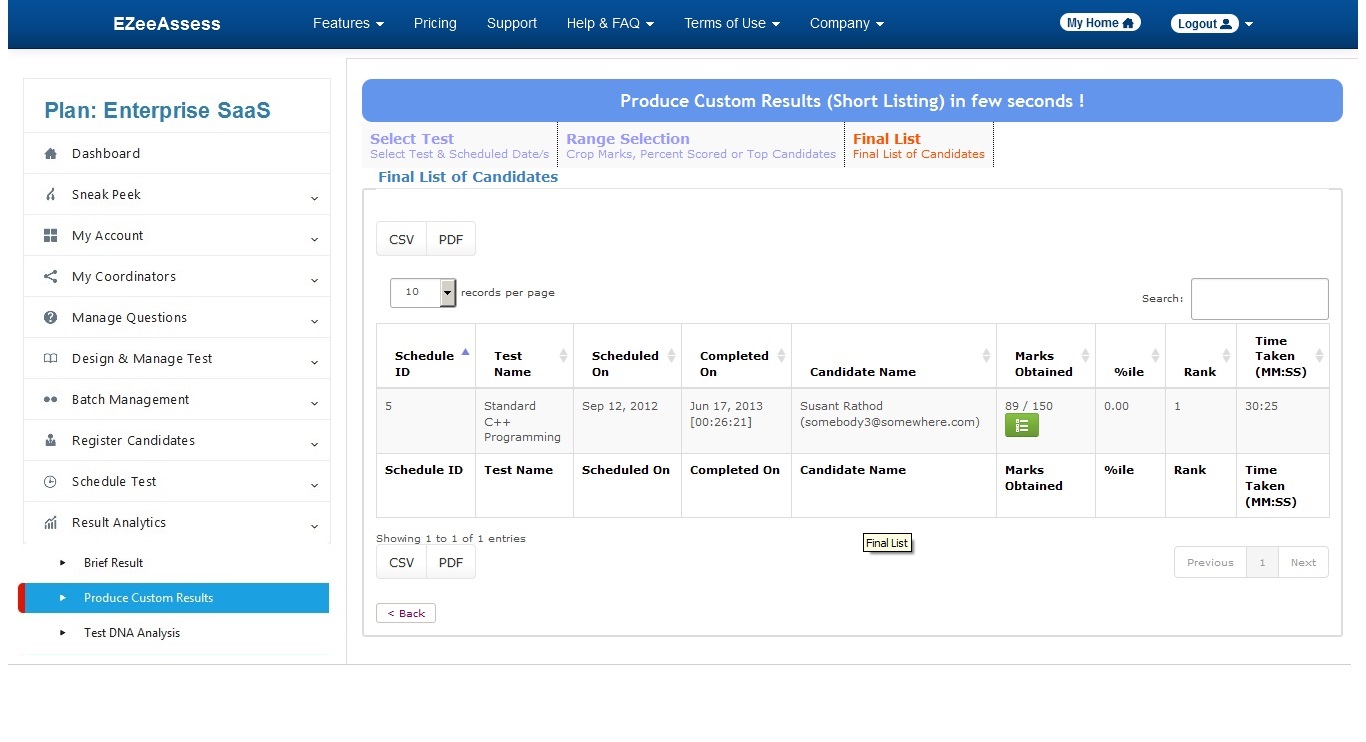 EZeeAssess Features Pricing Support Help & FAQ Terms of Use Company My Home Logout
Plan: Enterprise SaaS
Dashboard
Sneak Peek
My Account
My Coordinators
Manage Questions
Design & Manage Test
Batch Management
Register Candidates
Schedule Test
Result Analytics
Brief Result
Produce Custom Results
Test DNA Analysis
Produce Custom Results (Short Listing) in few seconds !
Select Test
Select Test & Scheduled Date/s
Range Selection
Crop Marks, Percent Scored or Top Candidates
Final List
Final List of Candidates
Final List of Candidates
CSV PDF
10 records per page
Search:
Schedule ID Test Name Scheduled On Completed On Candidate Name Marks Obtained %ile Rank Time Taken (MM:SS)
5 Standard C++ Programming Sep 12, 2012 Jun 17, 2013 [00:26:21] Susant Rathod (somebody3@somewhere.com) 89 / 150 0.00 1 30:25
Schedule ID Test Name Scheduled On Completed On Candidate Name Marks Obtained %ile Rank Time Taken (MM:SS)
Showing 1 to 1 of 1 entries
Final List
CSV PDF
Previous 1 Next
< Back